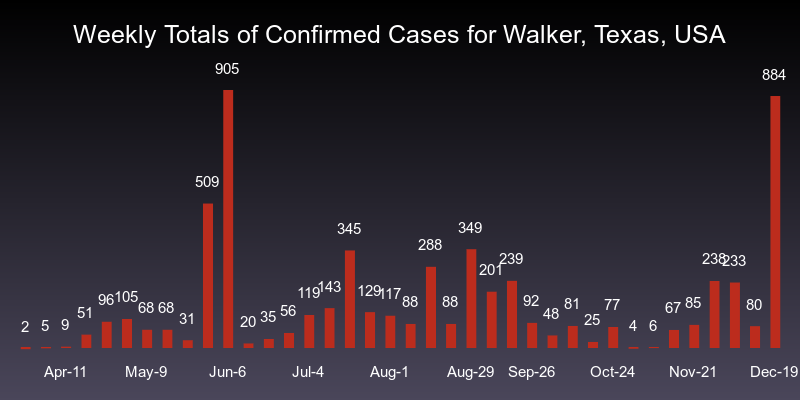 Weekly Totals of Confirmed Cases for Walker, Texas, USA
2 5 9 51 96 105 68 68 31 509 905 20 35 56 119 143 345 129 117 88 288 88 349 201 239 92 48 81 25 77 4 6 67 85 238 233 80 884
Apr-11 May-9 Jun-6 Jul-4 Aug-1 Aug-29 Sep-26 Oct-24 Nov-21 Dec-19